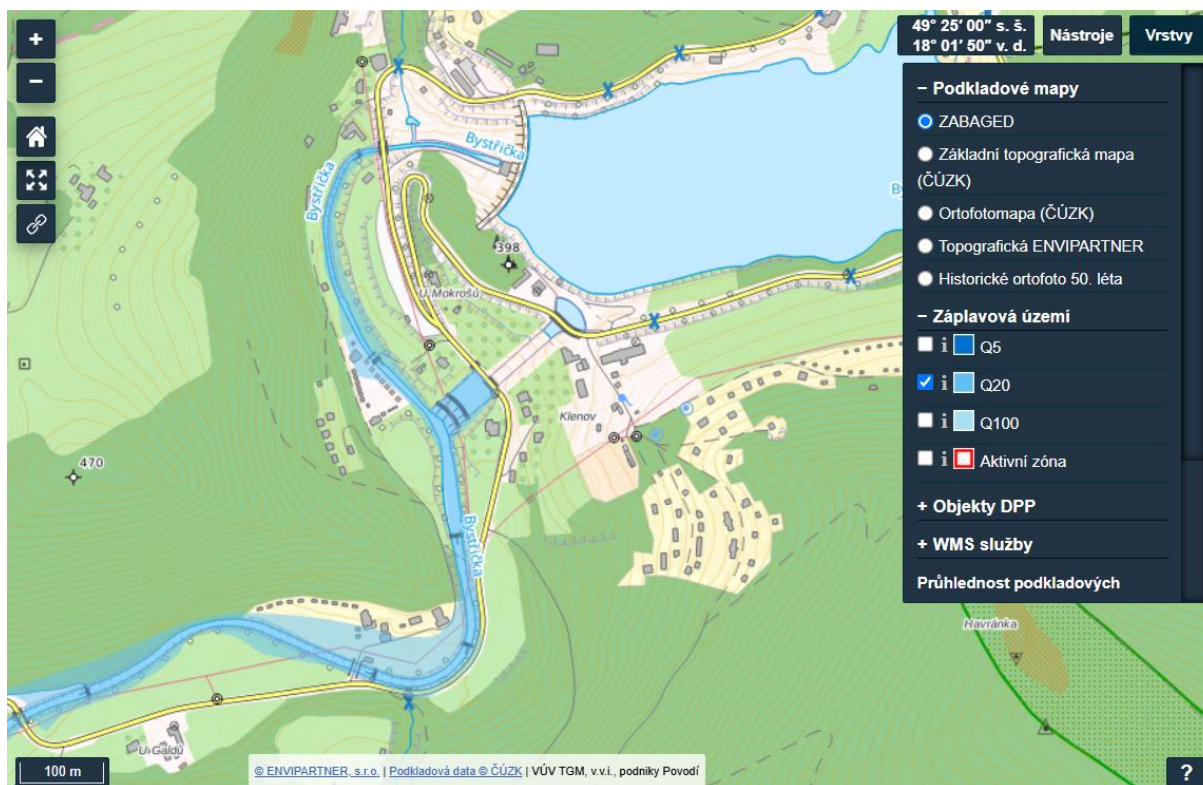 +
−
49° 25′ 00″ s. š.
18° 01′ 50″ v. d.
Nástroje
Vrstvy
− Podkladové mapy
ZABAGED
Základní topografická mapa
(ČÚZK)
Ortofotomapa (ČÚZK)
Topografická ENVIPARTNER
Historické ortofoto 50. léta
− Záplavová území
i Q5
i Q20
i Q100
i Aktivní zóna
+ Objekty DPP
+ WMS služby
Průhlednost podkladových
Bystřička
Bystřička
398
U Mokrošů
Klenov
470
Bystřička
Havránka
U Galdů
100 m
© ENVIPARTNER, s.r.o. | Podkladová data © ČÚZK | VÚV TGM, v.v.i., podniky Povodí
?